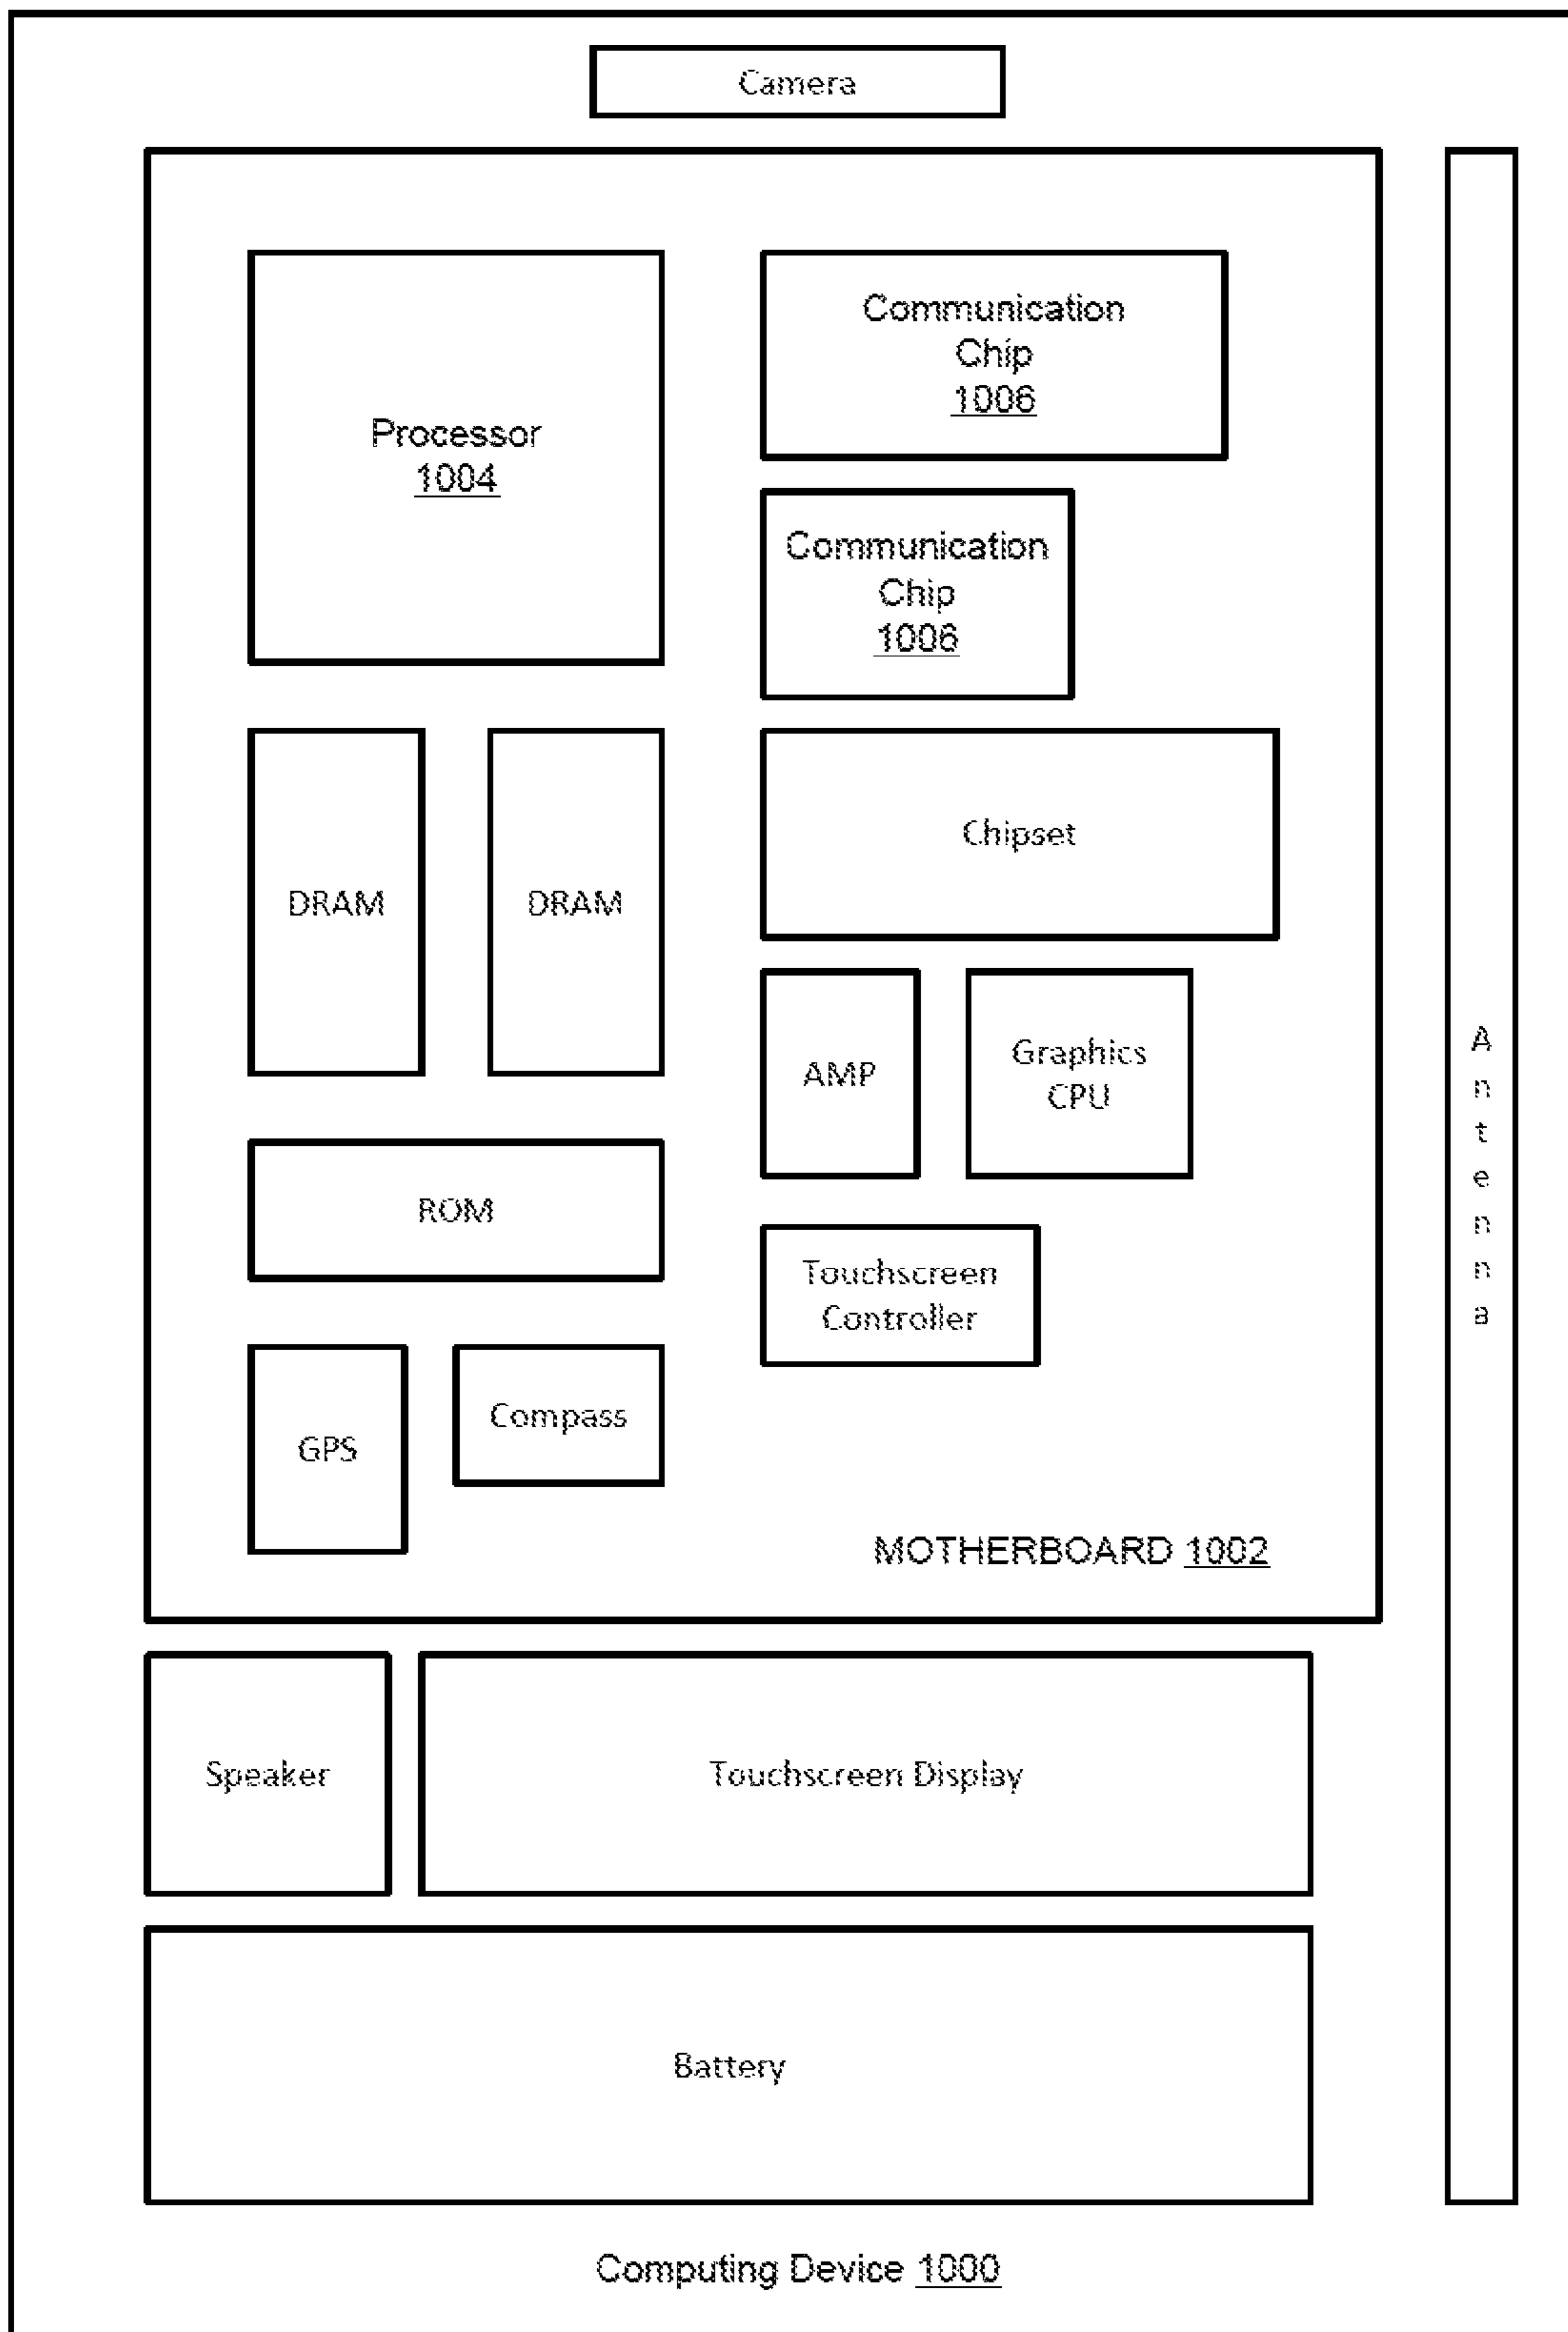 Camera
Processor
1004
Communication
Chip
1006
Communication
Chip
1006
DRAM
DRAM
Chipset
AMP
Graphics
CPU
ROM
Touchscreen
Controller
GPS
Compass
MOTHERBOARD 1002
Antenna
Speaker
Touchscreen Display
Battery
Computing Device 1000